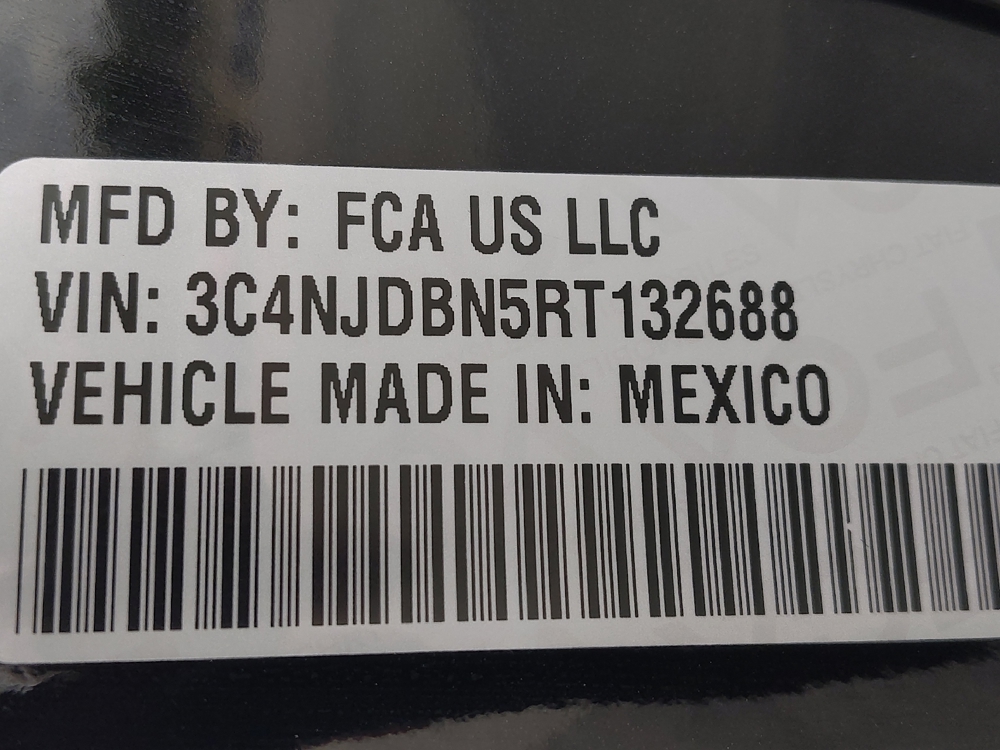 MFD BY: FCA US LLC
VIN: 3C4NJDBN5RT132688
VEHICLE MADE IN: MEXICO